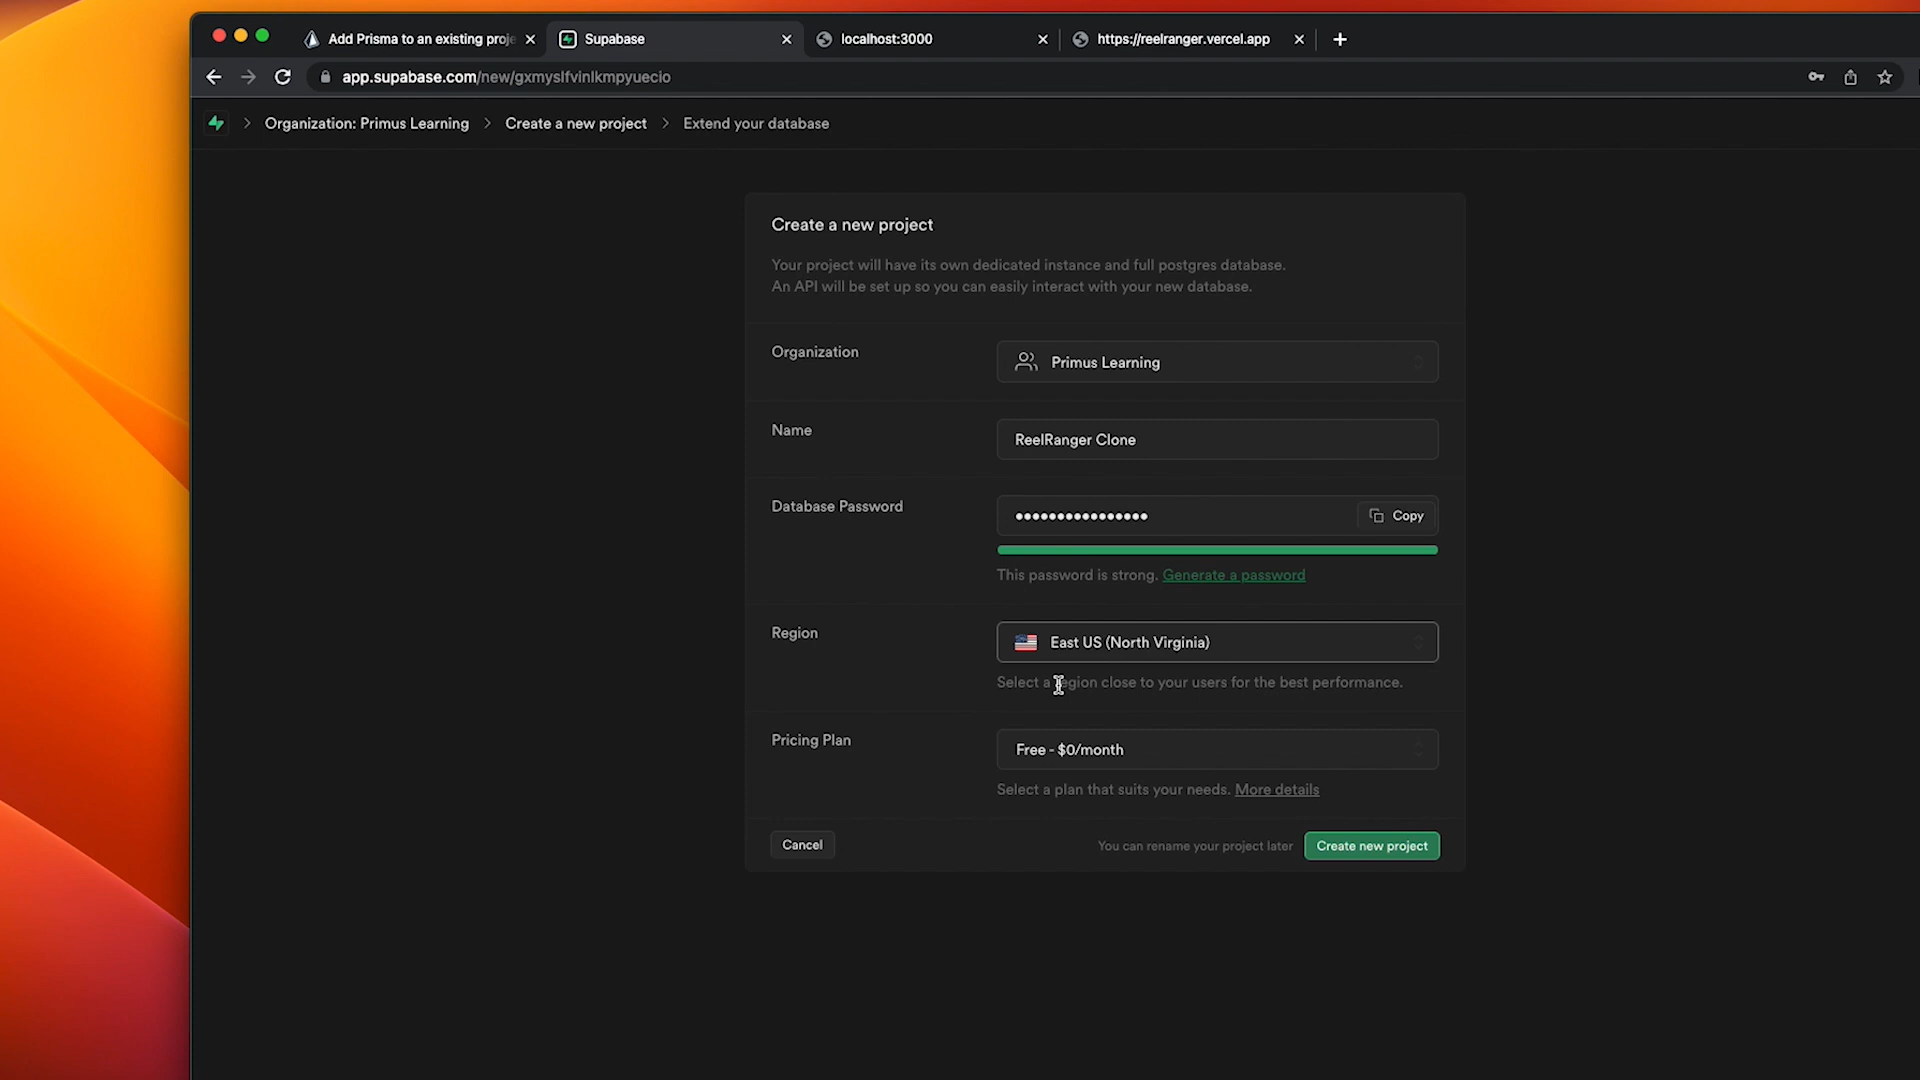 Add Prisma to an existing proje
Supabase
localhost:3000
https://reelranger.vercel.app
app.supabase.com/new/gxmyslfvinlkmpyuecio
Organization: Primus Learning
Create a new project
Extend your database
Create a new project
Your project will have its own dedicated instance and full postgres database.
An API will be set up so you can easily interact with your new database.
Organization
Primus Learning
Name
ReelRanger Clone
Database Password
Copy
This password is strong. Generate a password
Region
East US (North Virginia)
Select a region close to your users for the best performance.
Pricing Plan
Free - $0/month
Select a plan that suits your needs. More details
Cancel
You can rename your project later
Create new project